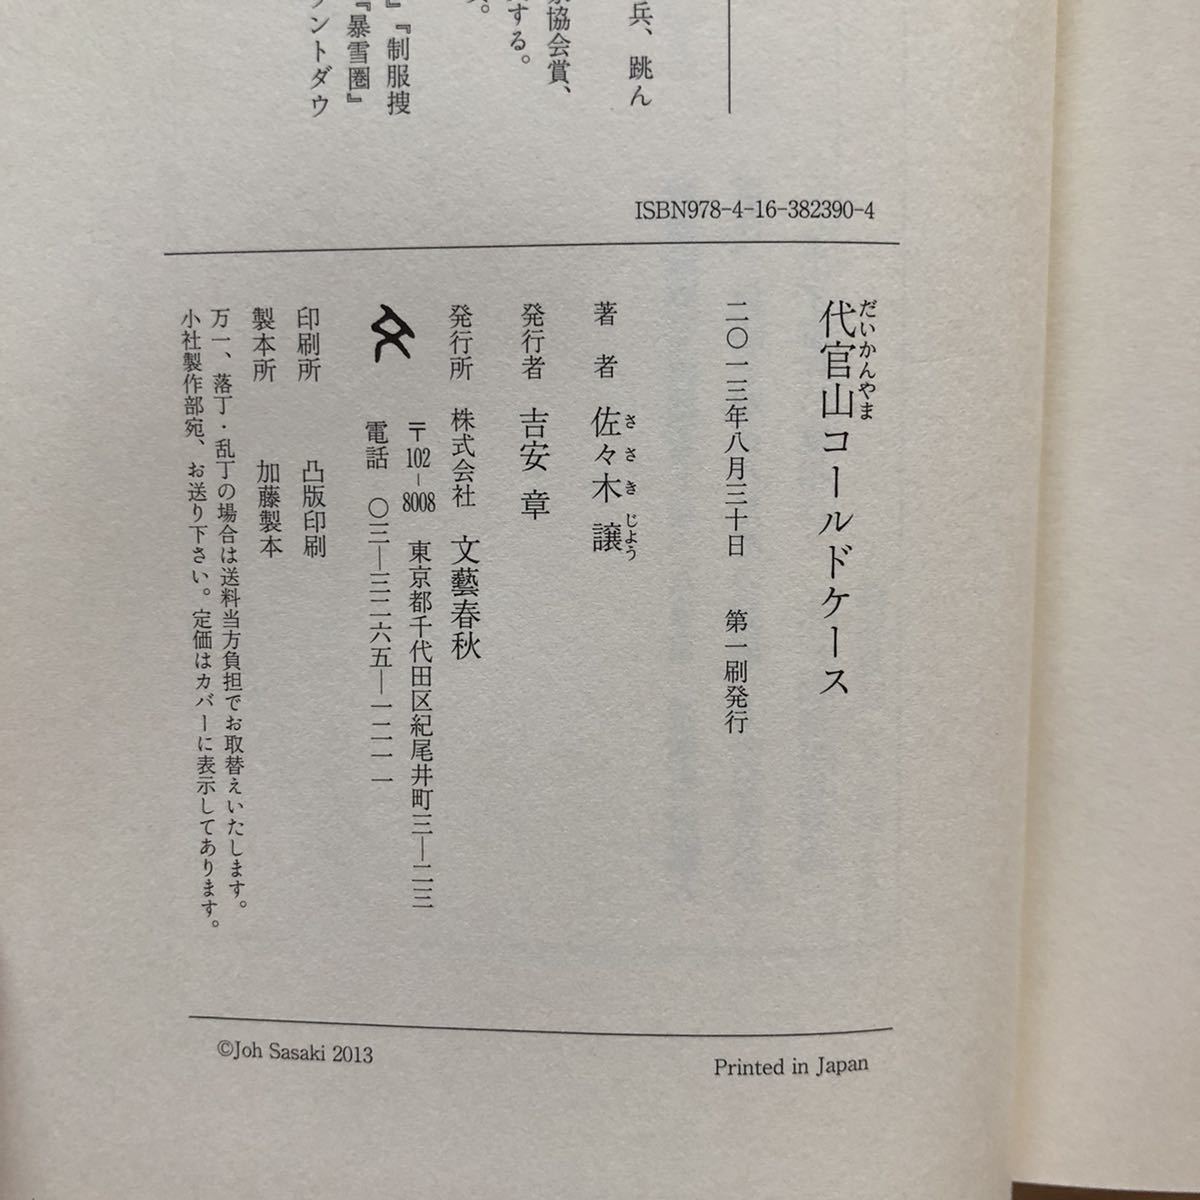 兵、跳ん
協会賞、
する。
』『制服捜
『暴雪圏』
ントダウ
ISBN978-4-16-382390-4
代官山コールドケース
だいかんやま
二〇一三年八月三十日　第一刷発行
著者　佐々木 譲
ささき じょう
発行者　吉安 章
発行所　株式会社　文藝春秋
〒102-8008　東京都千代田区紀尾井町三―二三
電話　〇三―三二六五―一二一一
印刷所　凸版印刷
製本所　加藤製本
万一、落丁・乱丁の場合は送料当方負担でお取替えいたします。
小社製作部宛、お送り下さい。定価はカバーに表示してあります。
©Joh Sasaki 2013
Printed in Japan